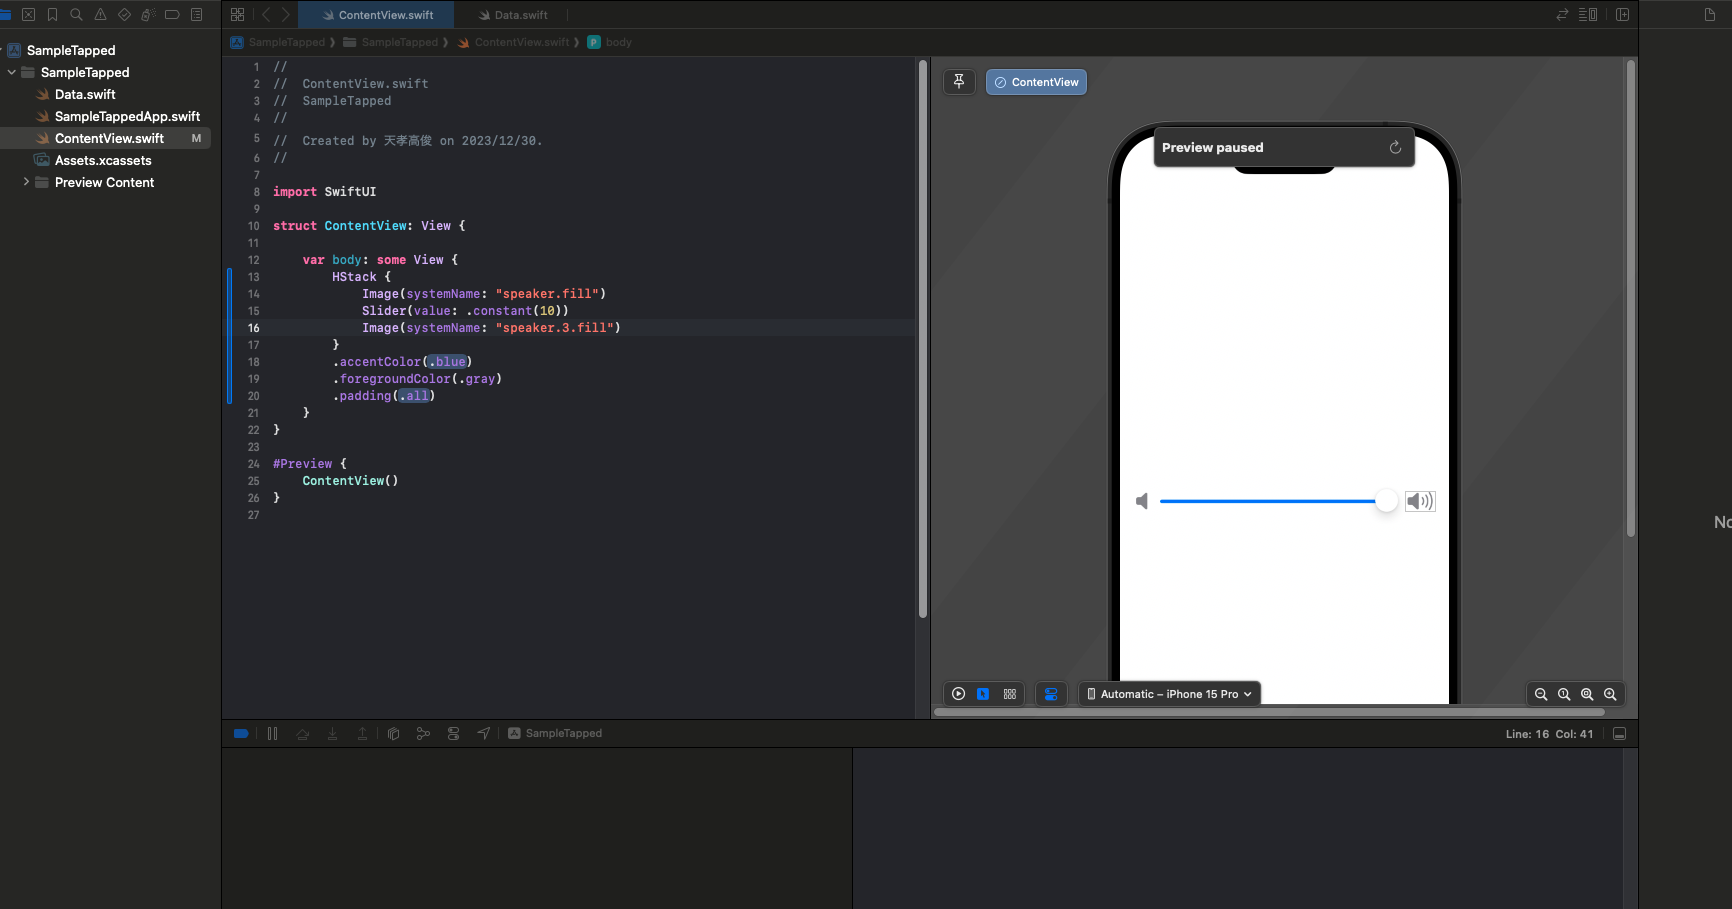 ContentView.swift
Data.swift
SampleTapped
SampleTapped
SampleTapped
ContentView.swift
body
SampleTapped
Data.swift
SampleTappedApp.swift
ContentView.swift M
Assets.xcassets
Preview Content
1 //
2 //  ContentView.swift
3 //  SampleTapped
4 //
5 //  Created by 天孝高俊 on 2023/12/30.
6 //
7
8 import SwiftUI
9
10 struct ContentView: View {
11
12     var body: some View {
13         HStack {
14             Image(systemName: "speaker.fill")
15             Slider(value: .constant(10))
16             Image(systemName: "speaker.3.fill")
17         }
18         .accentColor(.blue)
19         .foregroundColor(.gray)
20         .padding(.all)
21     }
22 }
23
24 #Preview {
25     ContentView()
26 }
27
ContentView
Preview paused
Automatic – iPhone 15 Pro
SampleTapped
Line: 16 Col: 41